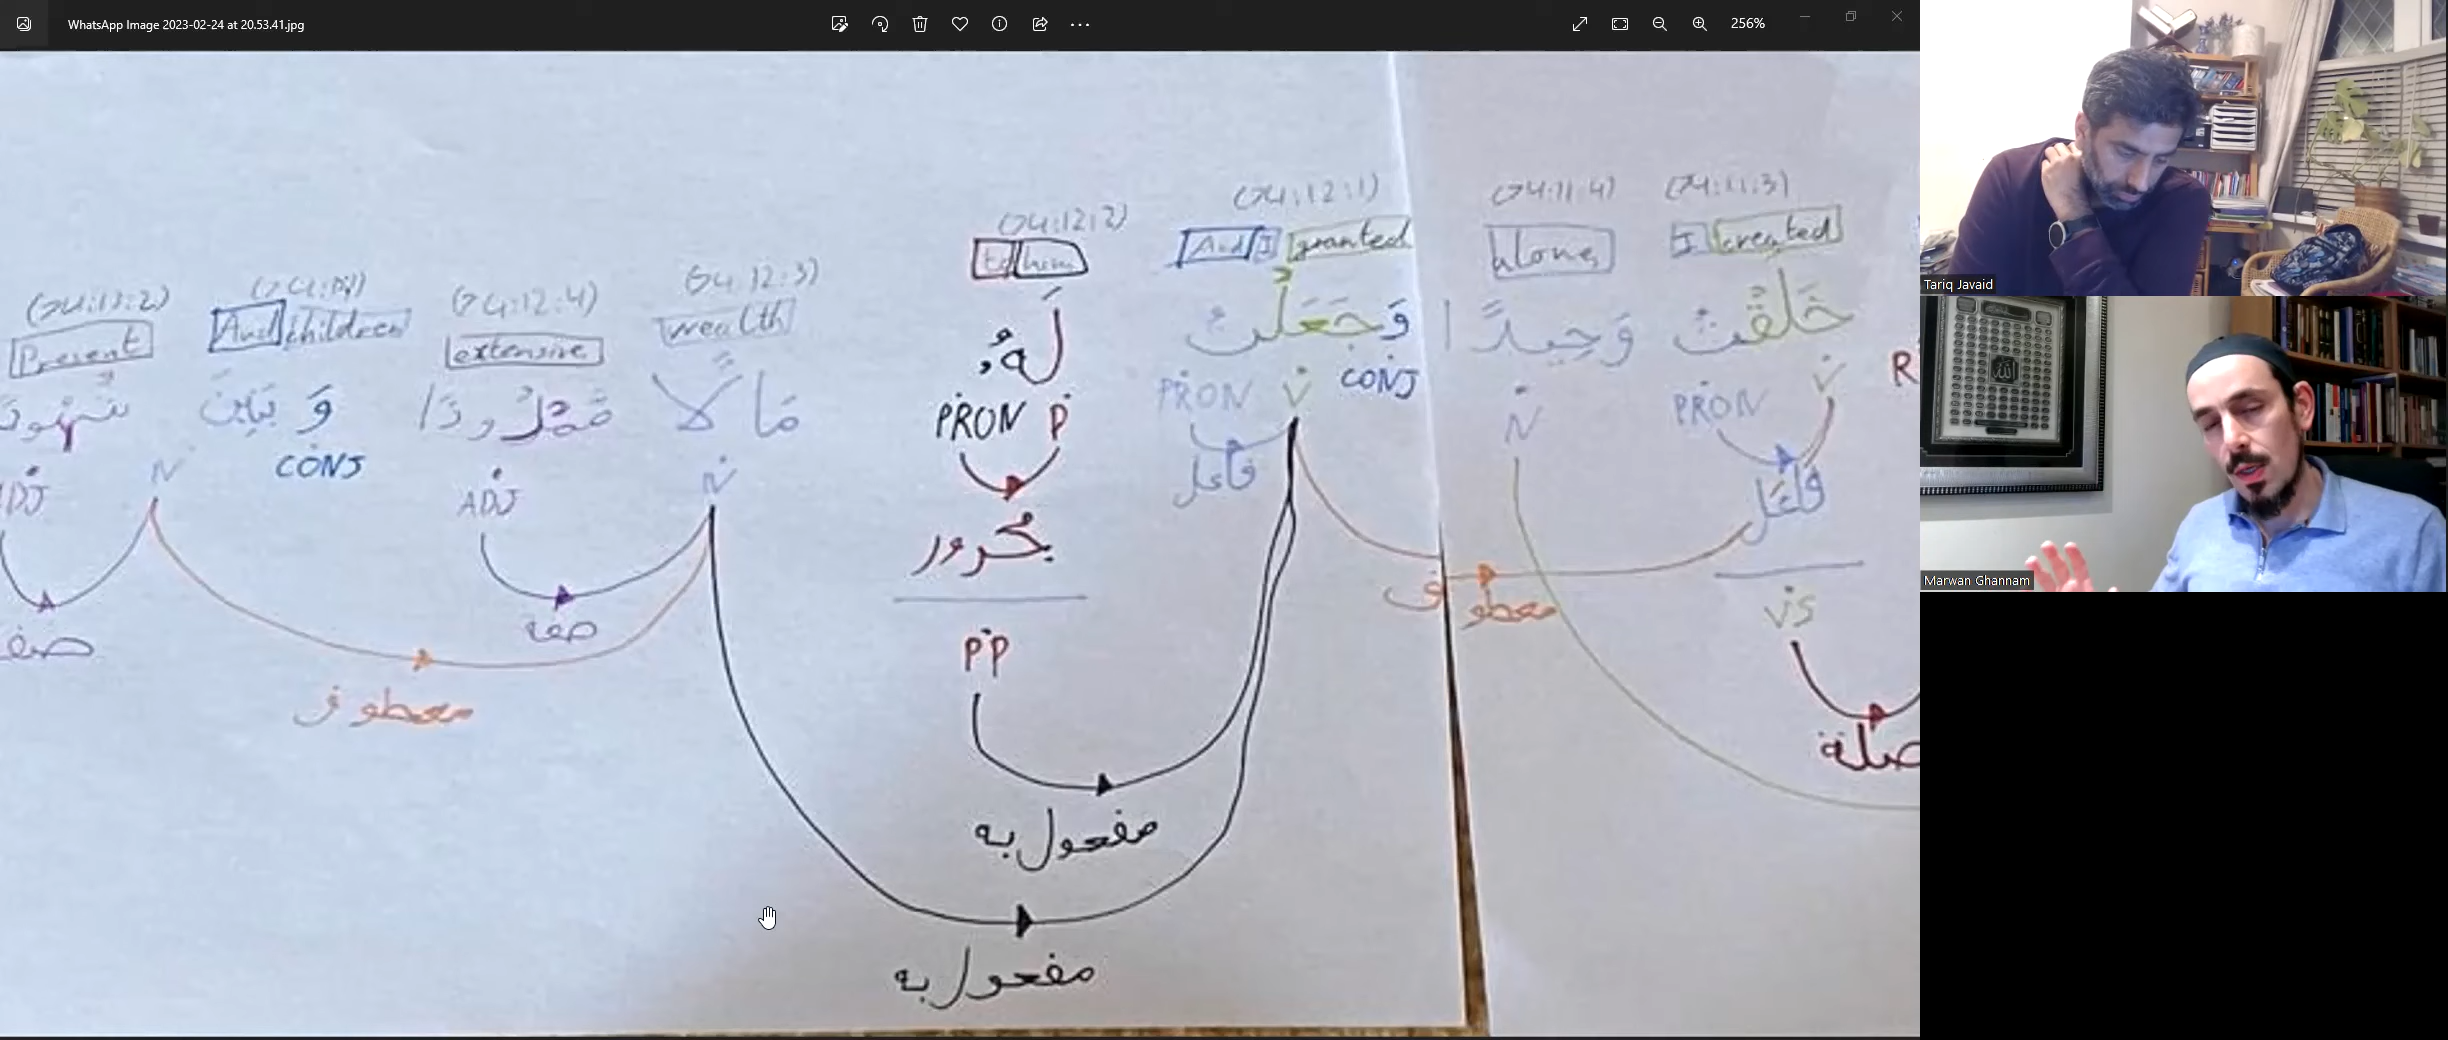 WhatsApp Image 2023-02-24 at 20.53.41.jpg
256%
(74:11:3)
(74:11:4)
(74:12:1)
(74:12:2)
(74:12:3)
(74:12:4)
(74:13:2)
I created
alone
And I granted
to him
wealth
extensive
And children
Present
خَلَقْتُ
وَحِيدًا
وَجَعَلْتُ
لَهُۥ
مَالًا
مَّمْدُودًا
وَبَنِينَ
R
V
PRON
N
CONJ
V
PRON
P
PRON
N
ADJ
CONJ
N
ADJ
فاعل
فاعل
مجرور
صفة
معطوف
معطوف
VS
صلة
PP
مفعول به
مفعول به
Tariq Javaid
Marwan Ghannam